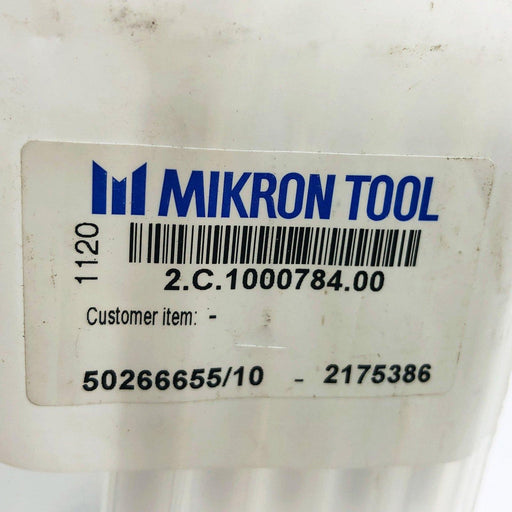 MIKRON TOOL
1120
2.C.1000784.00
Customer item: -
50266655/10 - 2175386